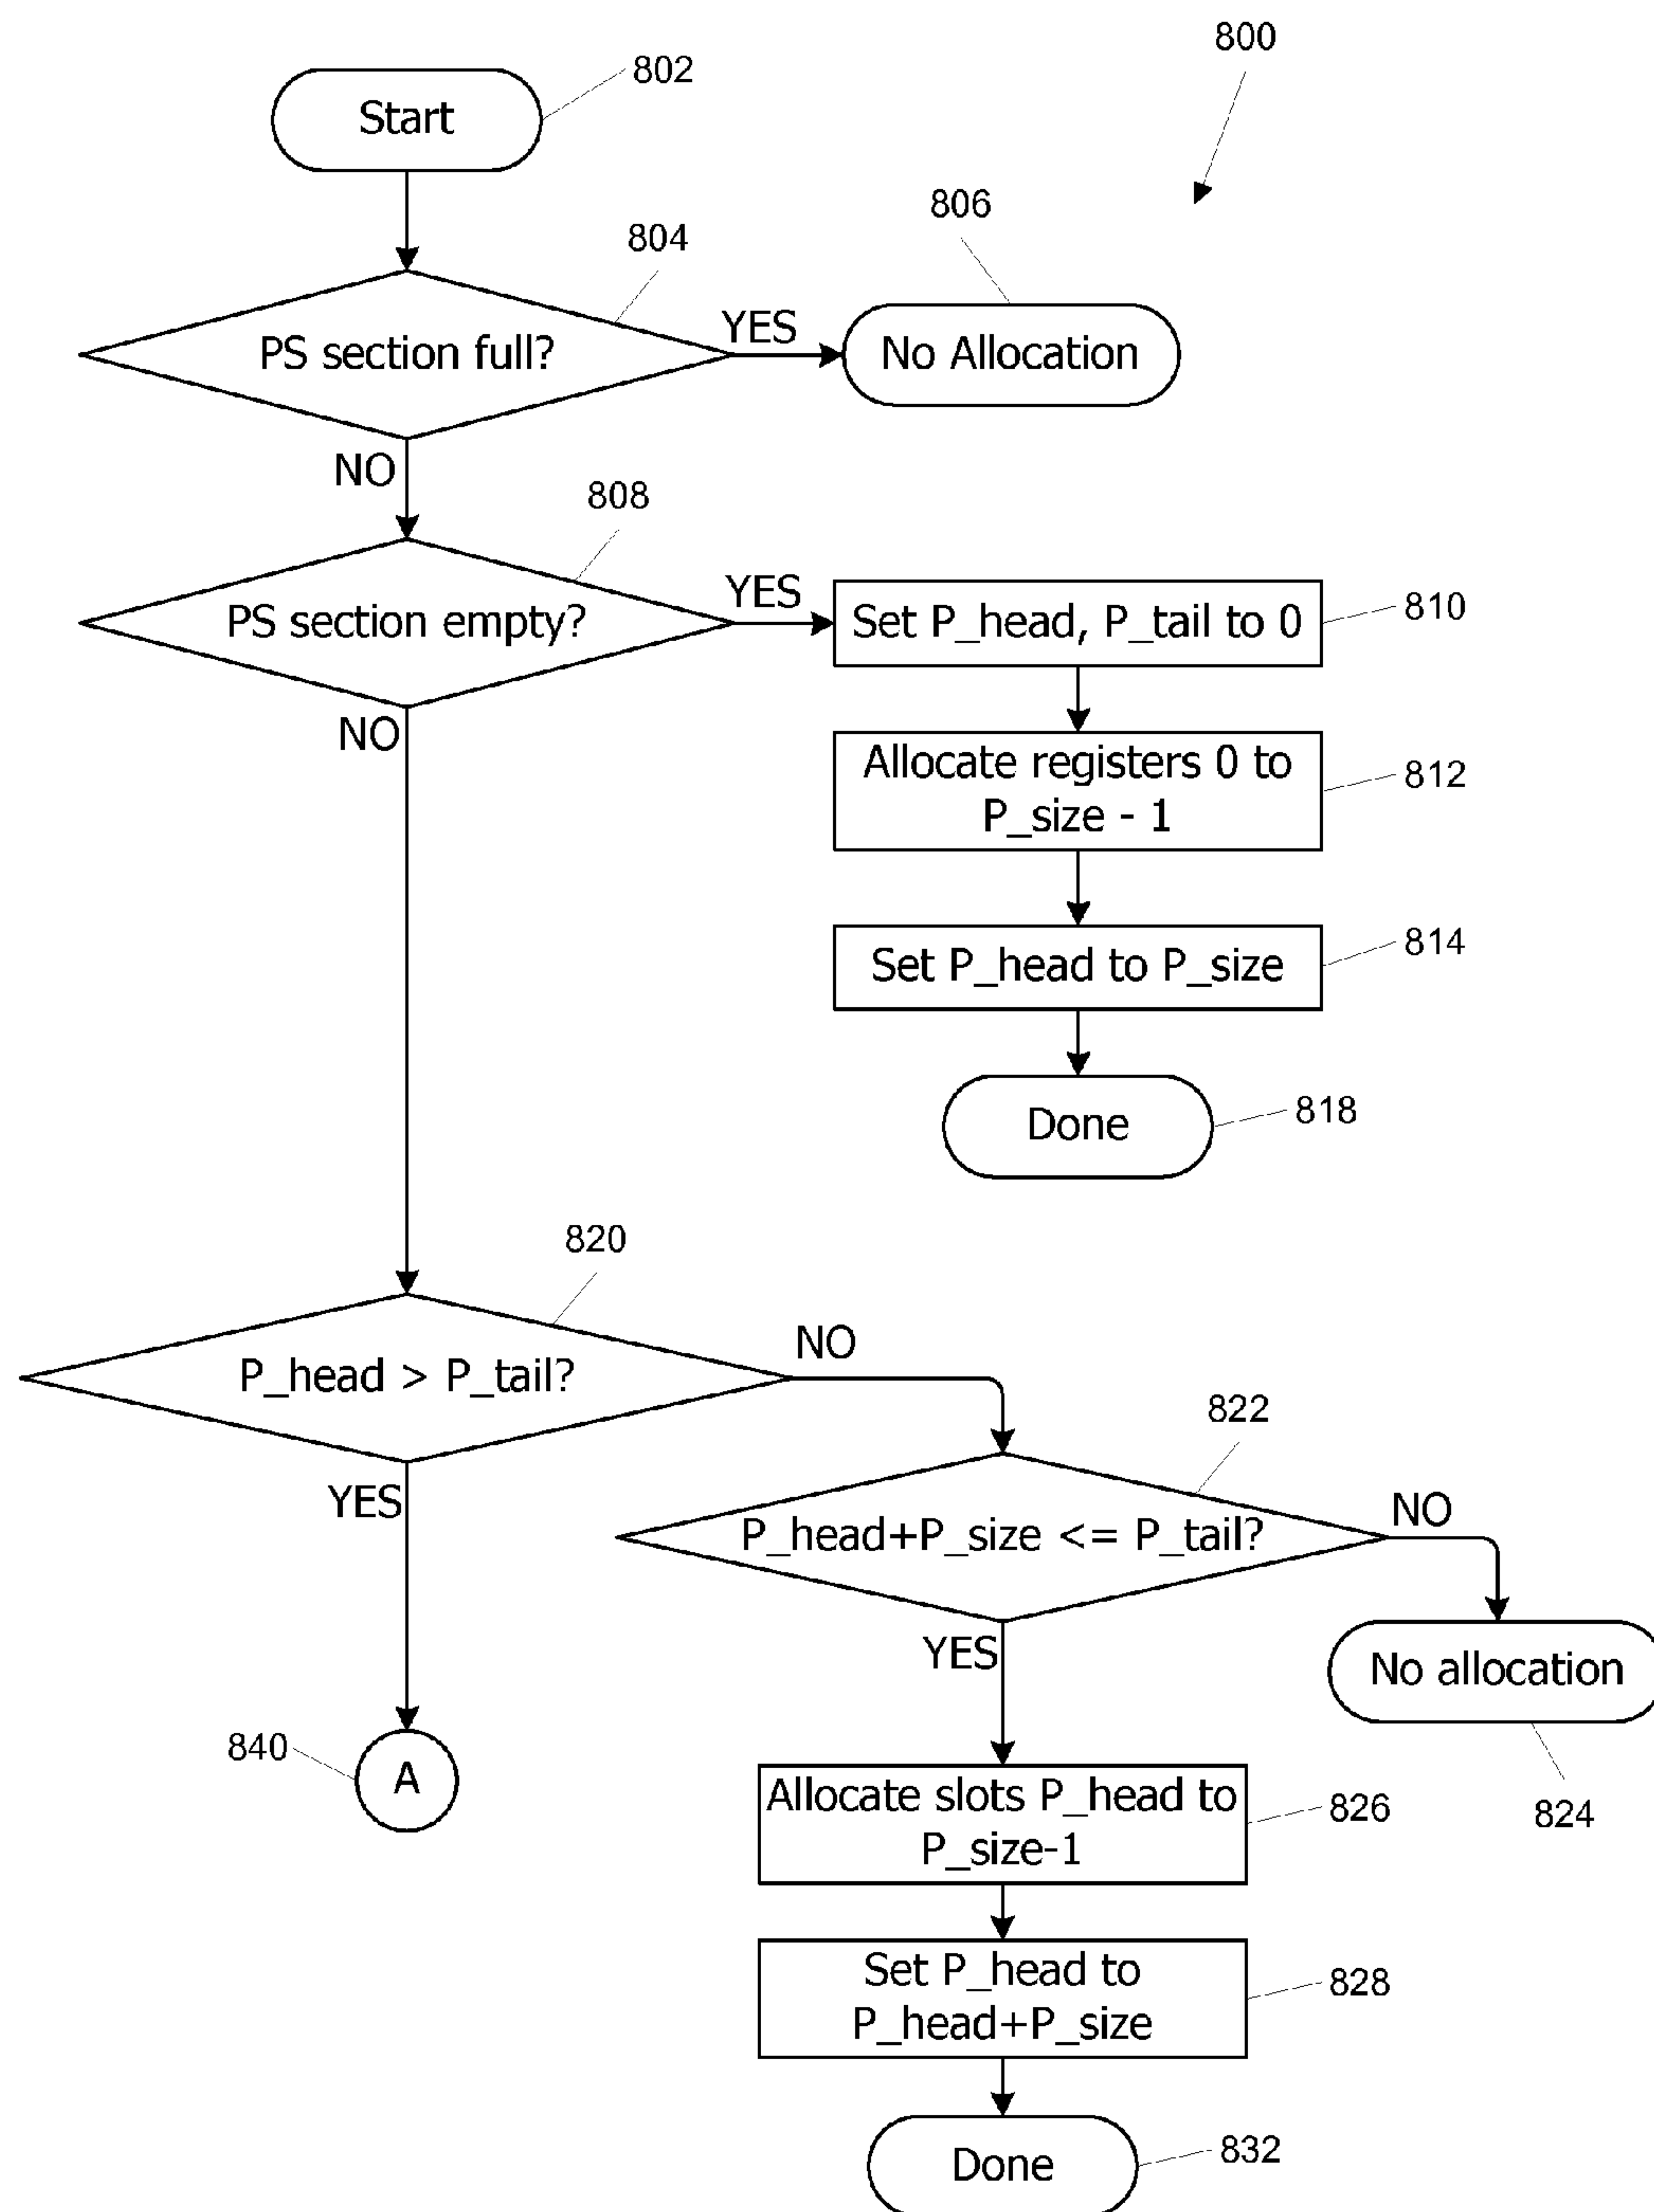 800
802
Start
804
806
PS section full?
YES
No Allocation
NO
808
PS section empty?
YES
Set P_head, P_tail to 0
810
NO
Allocate registers 0 to
P_size - 1
812
Set P_head to P_size
814
Done
818
820
P_head > P_tail?
NO
822
YES
P_head+P_size <= P_tail?
NO
YES
No allocation
824
840
A
Allocate slots P_head to
P_size-1
826
Set P_head to
P_head+P_size
828
Done
832